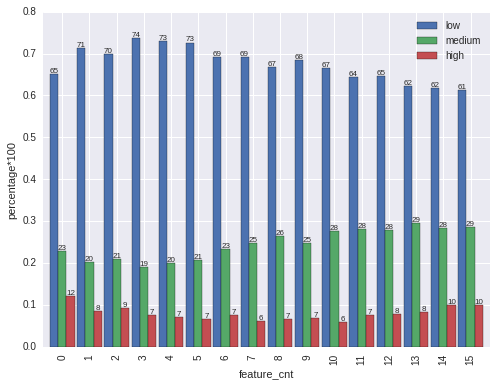 0.8
0.7
0.6
0.5
0.4
0.3
0.2
0.1
0.0
percentage*100
low
medium
high
65 23 12
71 20 8
70 21 9
74 19 7
73 20 7
73 21 7
69 23 7
69 25 6
67 26 7
68 25 7
67 28 6
64 28 7
65 28 8
62 29 8
62 28 10
61 29 10
0 1 2 3 4 5 6 7 8 9 10 11 12 13 14 15
feature_cnt